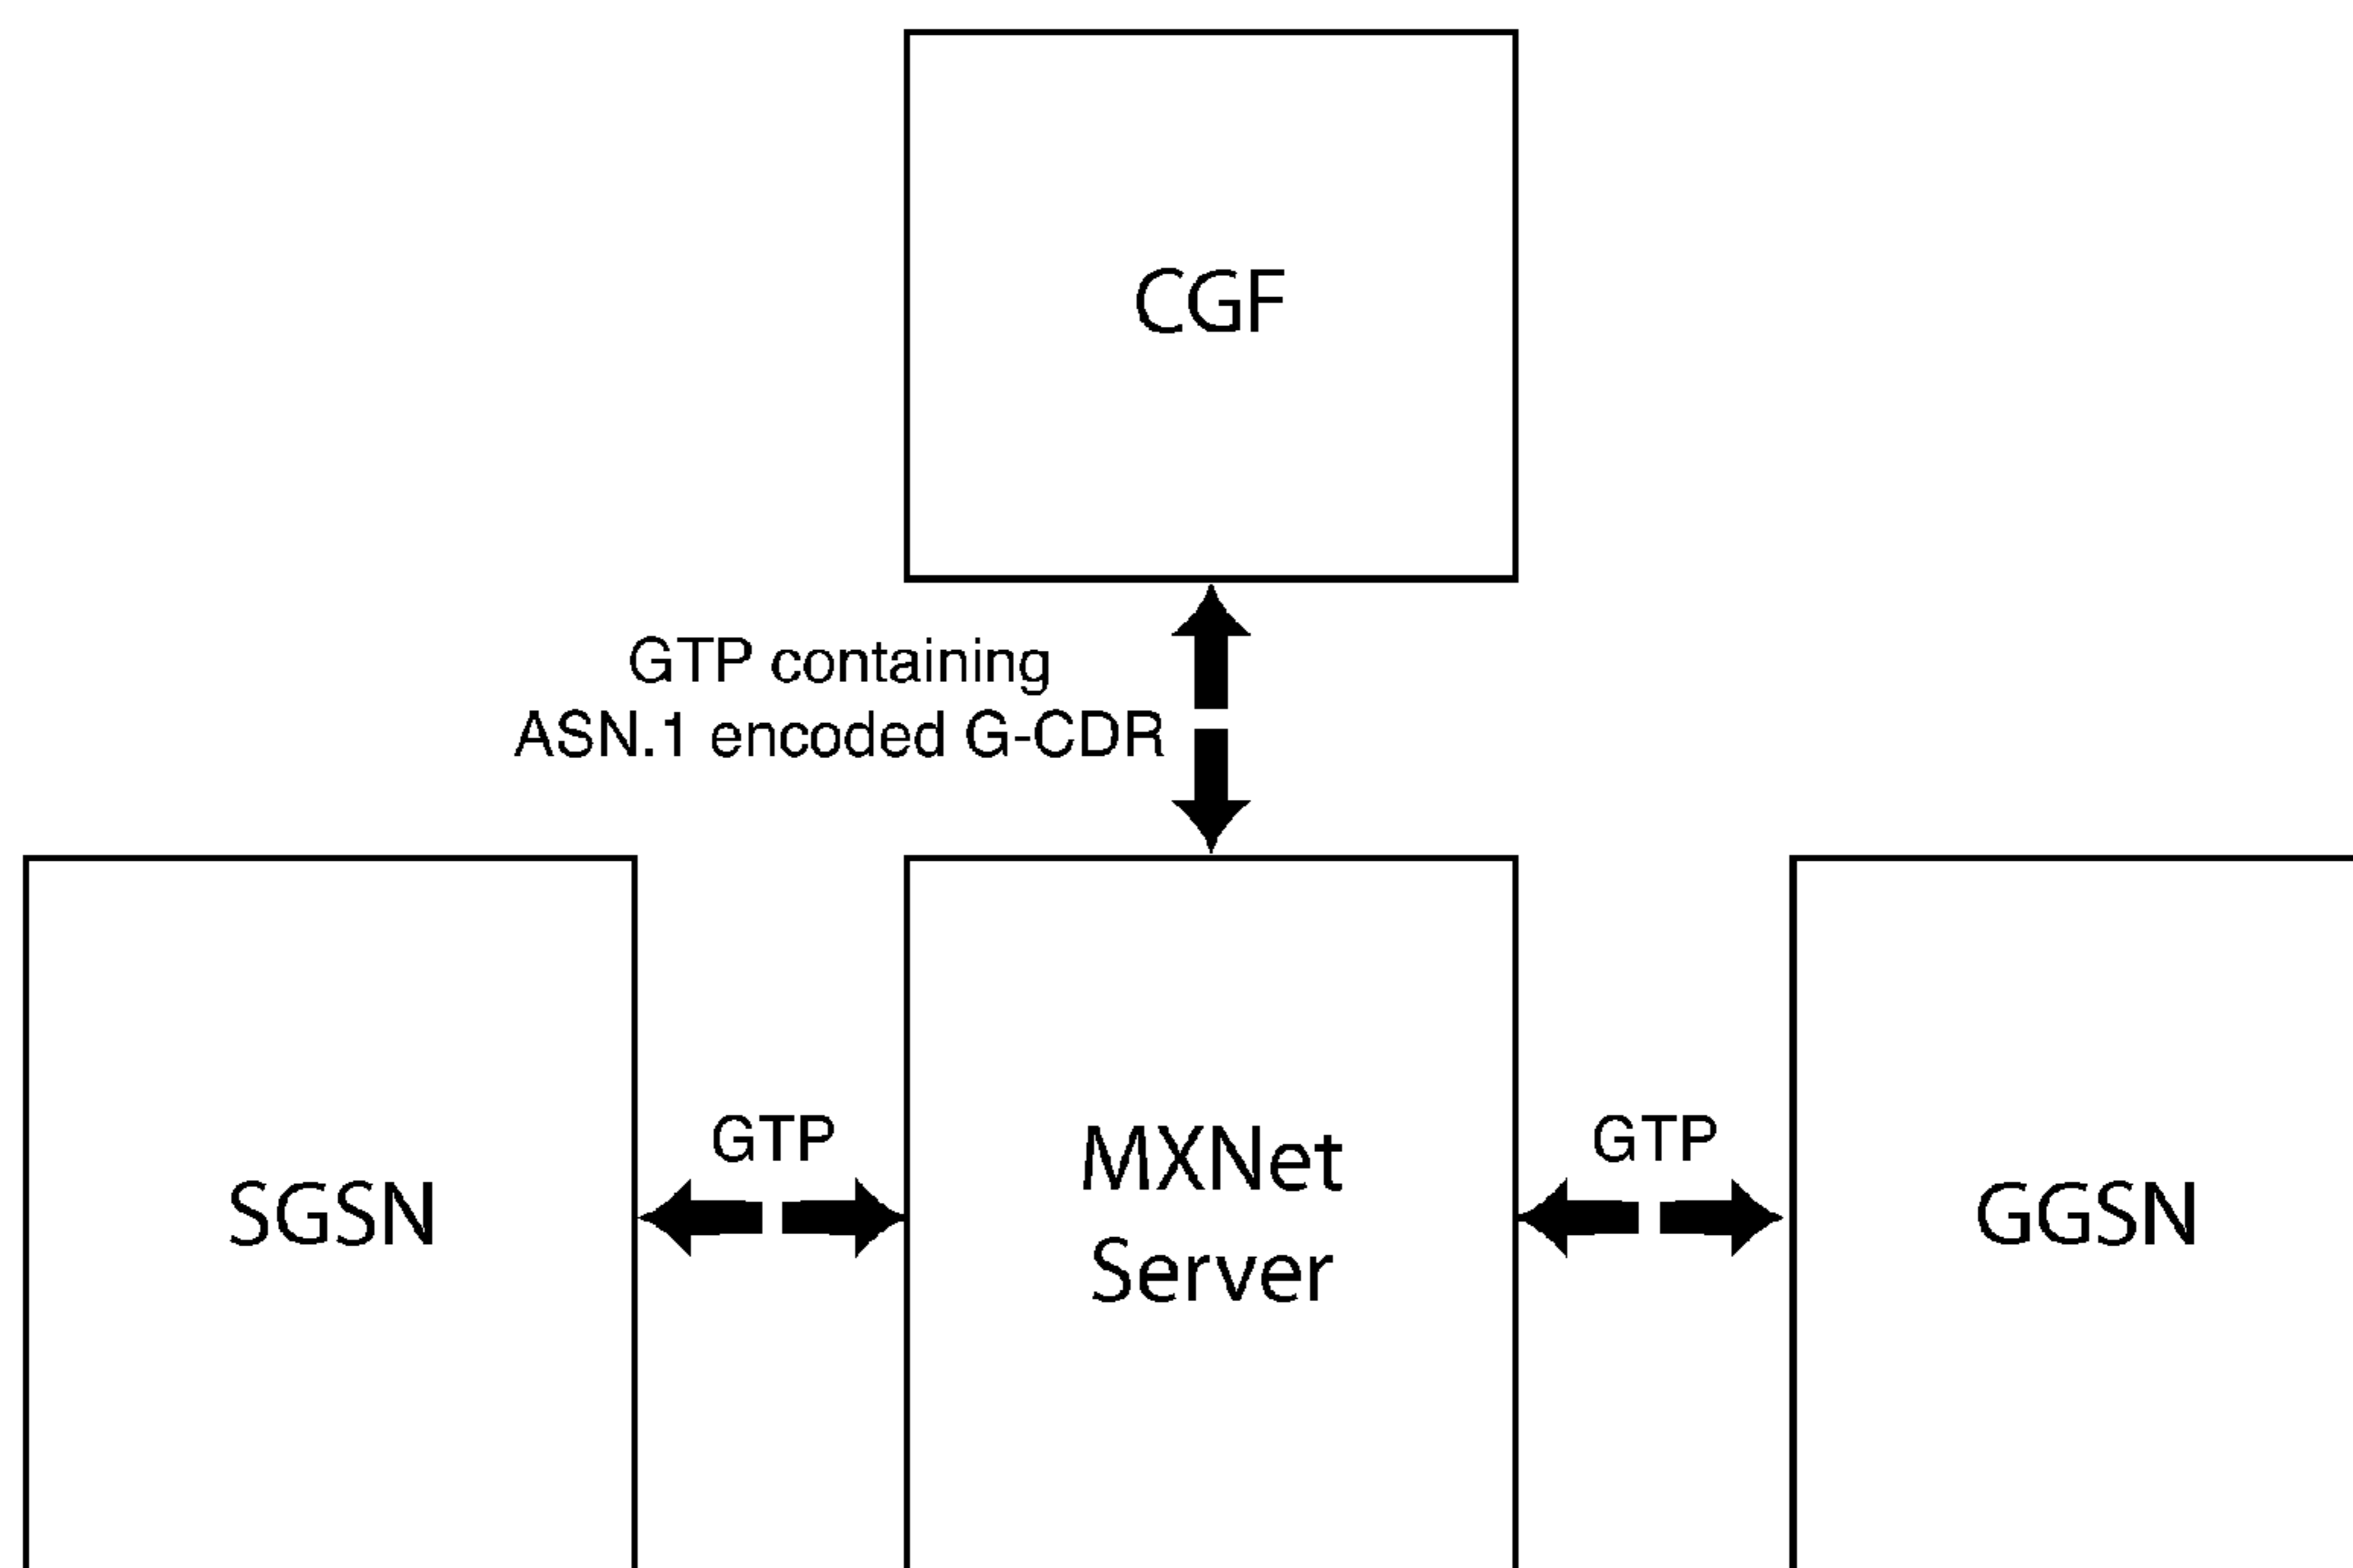 CGF
GTP containing
ASN.1 encoded G-CDR
SGSN
GTP
MXNet
Server
GTP
GGSN